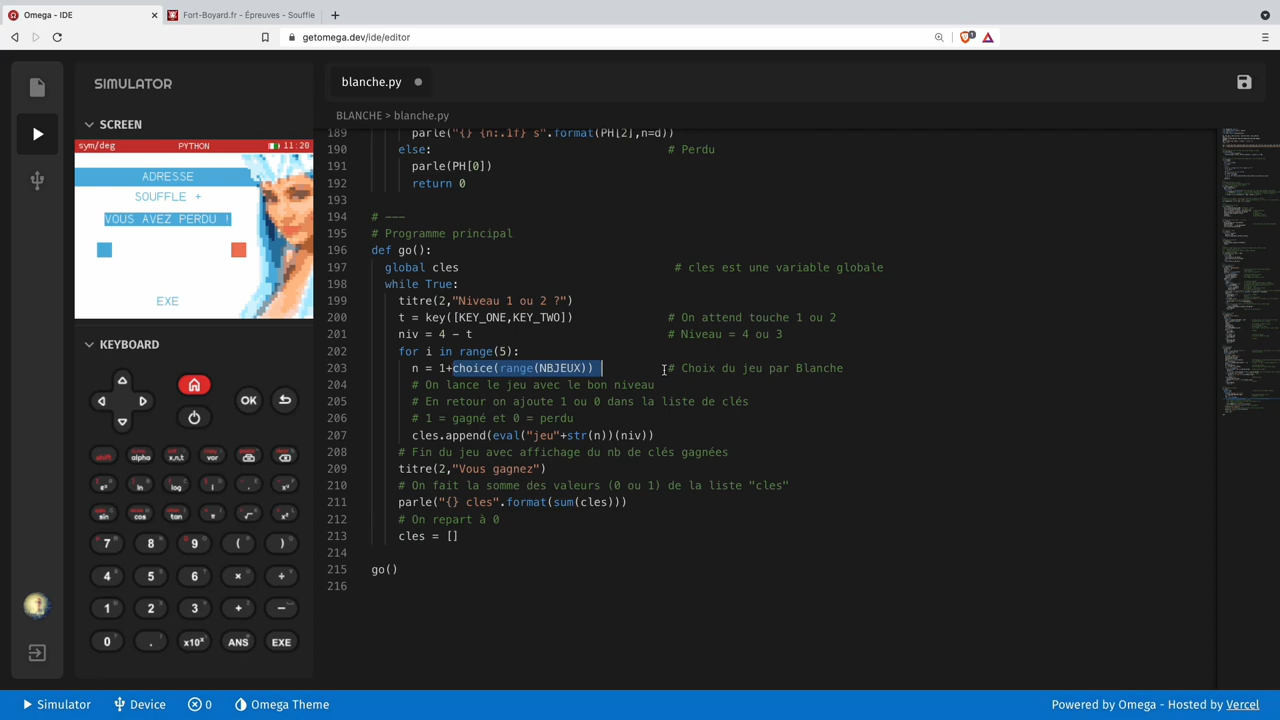 Omega - IDE
Fort-Boyard.fr - Épreuves - Souffle
getomega.dev/ide/editor
1
SIMULATOR
SCREEN
sym/deg PYTHON 11:20
ADRESSE
SOUFFLE +
VOUS AVEZ PERDU !
EXE
KEYBOARD
OK
shift alpha x,n,t var
eˣ ln log i , xʸ
sin cos tan π √ x²
7 8 9 ( )
4 5 6 × ÷
1 2 3 + −
0 . x10ˣ ANS EXE
blanche.py
BLANCHE > blanche.py
189 parle("{} {n:.1f} s".format(PH[2],n=d))
190 else: # Perdu
191 parle(PH[0])
192 return 0
193
194 # ---
195 # Programme principal
196 def go():
197 global cles # cles est une variable globale
198 while True:
199 titre(2,"Niveau 1 ou 2 ?")
200 t = key([KEY_ONE,KEY_TWO]) # On attend touche 1 ou 2
201 niv = 4 - t # Niveau = 4 ou 3
202 for i in range(5):
203 n = 1+choice(range(NBJEUX)) # Choix du jeu par Blanche
204 # On lance le jeu avec le bon niveau
205 # En retour on ajoute 1 ou 0 dans la liste de clés
206 # 1 = gagné et 0 = perdu
207 cles.append(eval("jeu"+str(n))(niv))
208 # Fin du jeu avec affichage du nb de clés gagnées
209 titre(2,"Vous gagnez")
210 # On fait la somme des valeurs (0 ou 1) de la liste "cles"
211 parle("{} cles".format(sum(cles)))
212 # On repart à 0
213 cles = []
214
215 go()
216
Simulator Device 0 Omega Theme
Powered by Omega - Hosted by Vercel